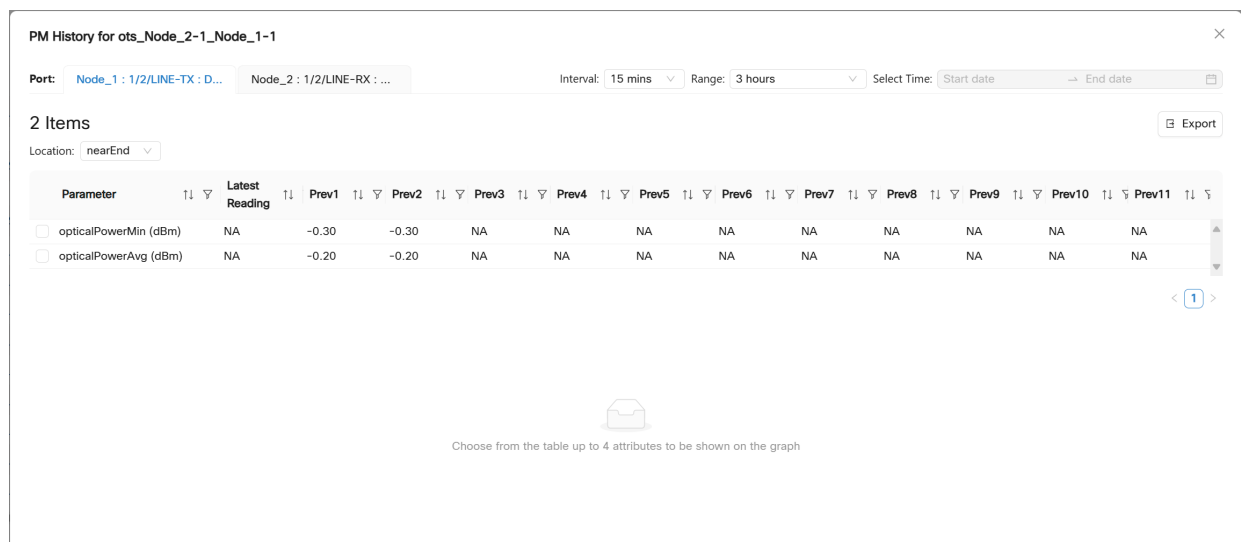 PM History for ots_Node_2-1_Node_1-1
Port: Node_1 : 1/2/LINE-TX : D... Node_2 : 1/2/LINE-RX : ... Interval: 15 mins Range: 3 hours Select Time: Start date → End date
2 Items Export
Location: nearEnd
Parameter Latest Reading Prev1 Prev2 Prev3 Prev4 Prev5 Prev6 Prev7 Prev8 Prev9 Prev10 Prev11
opticalPowerMin (dBm) NA -0.30 -0.30 NA NA NA NA NA NA NA NA NA
opticalPowerAvg (dBm) NA -0.20 -0.20 NA NA NA NA NA NA NA NA NA
< 1 >
Choose from the table up to 4 attributes to be shown on the graph